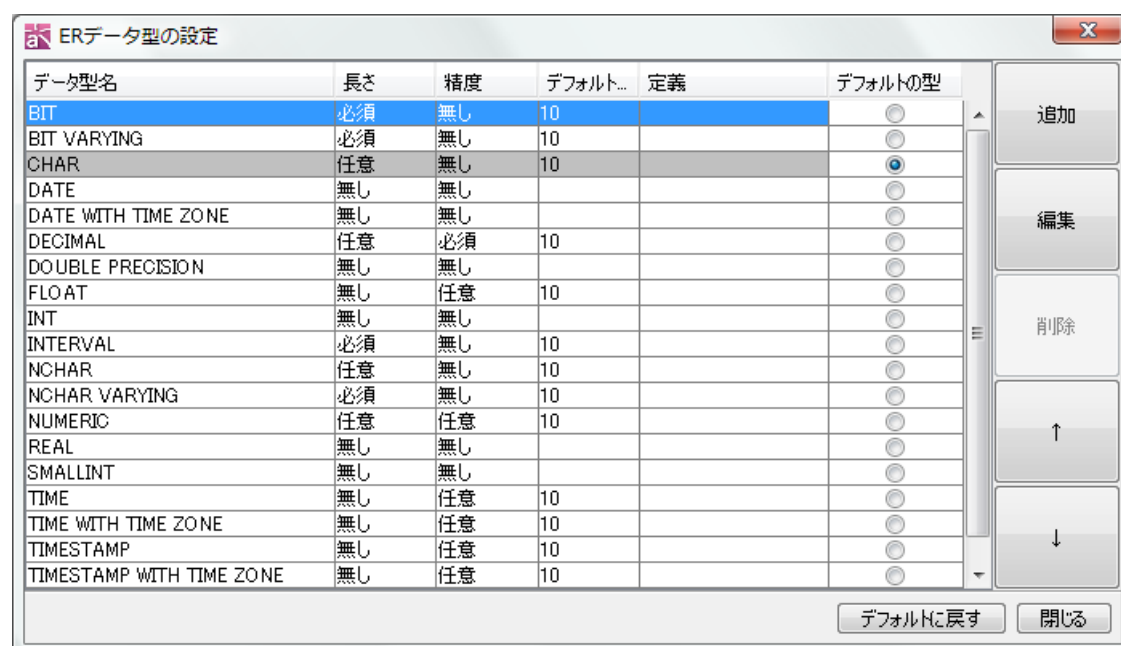 ERデータ型の設定
データ型名 長さ 精度 デフォルト... 定義 デフォルトの型
BIT 必須 無し 10
BIT VARYING 必須 無し 10
CHAR 任意 無し 10
DATE 無し 無し
DATE WITH TIME ZONE 無し 無し
DECIMAL 任意 必須 10
DOUBLE PRECISION 無し 無し
FLOAT 無し 任意 10
INT 無し 無し
INTERVAL 必須 無し 10
NCHAR 任意 無し 10
NCHAR VARYING 必須 無し 10
NUMERIC 任意 任意 10
REAL 無し 無し
SMALLINT 無し 無し
TIME 無し 任意 10
TIME WITH TIME ZONE 無し 任意 10
TIMESTAMP 無し 任意 10
TIMESTAMP WITH TIME ZONE 無し 任意 10
追加
編集
削除
↑
↓
デフォルトに戻す 閉じる